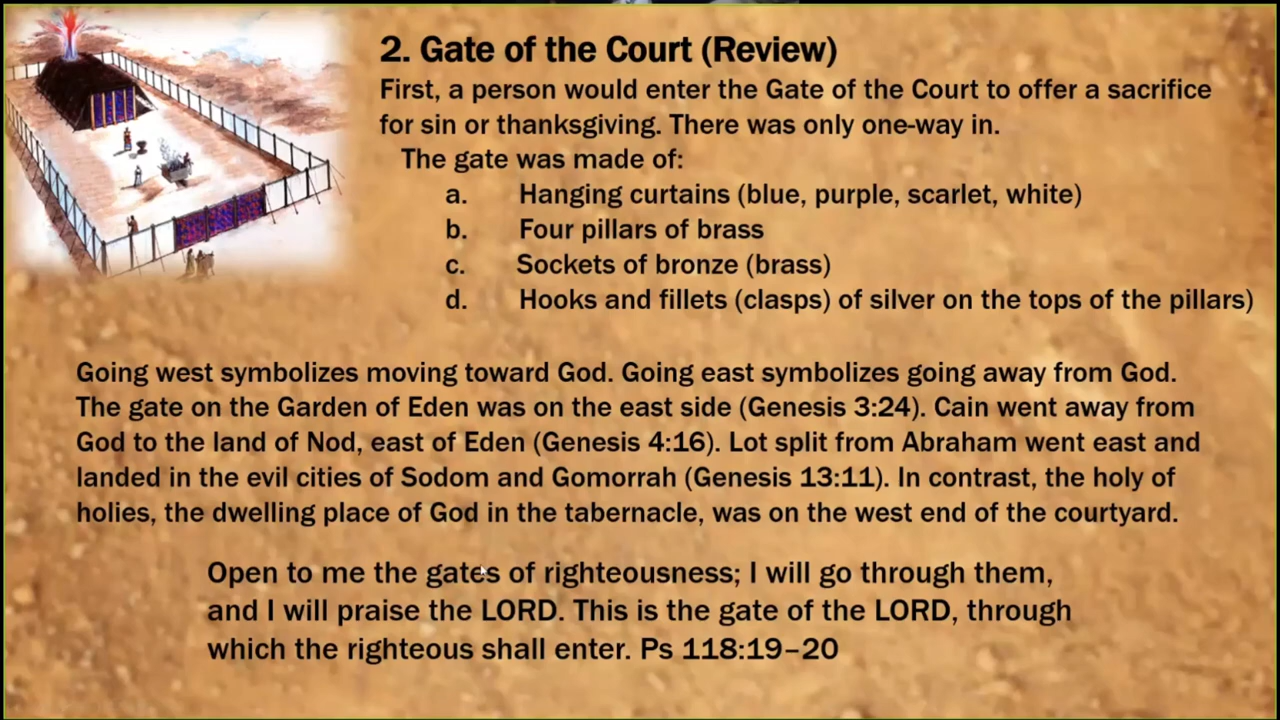 2. Gate of the Court (Review)
First, a person would enter the Gate of the Court to offer a sacrifice
for sin or thanksgiving. There was only one-way in.
The gate was made of:
a. Hanging curtains (blue, purple, scarlet, white)
b. Four pillars of brass
c. Sockets of bronze (brass)
d. Hooks and fillets (clasps) of silver on the tops of the pillars)
Going west symbolizes moving toward God. Going east symbolizes going away from God.
The gate on the Garden of Eden was on the east side (Genesis 3:24). Cain went away from
God to the land of Nod, east of Eden (Genesis 4:16). Lot split from Abraham went east and
landed in the evil cities of Sodom and Gomorrah (Genesis 13:11). In contrast, the holy of
holies, the dwelling place of God in the tabernacle, was on the west end of the courtyard.
Open to me the gates of righteousness; I will go through them,
and I will praise the LORD. This is the gate of the LORD, through
which the righteous shall enter. Ps 118:19–20